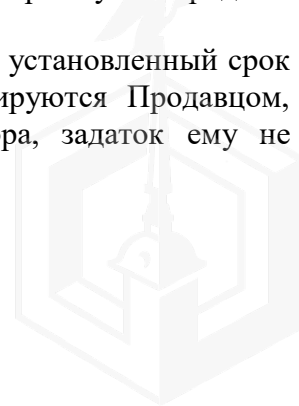 установленный срок
ируются Продавцом,
ра, задаток ему не